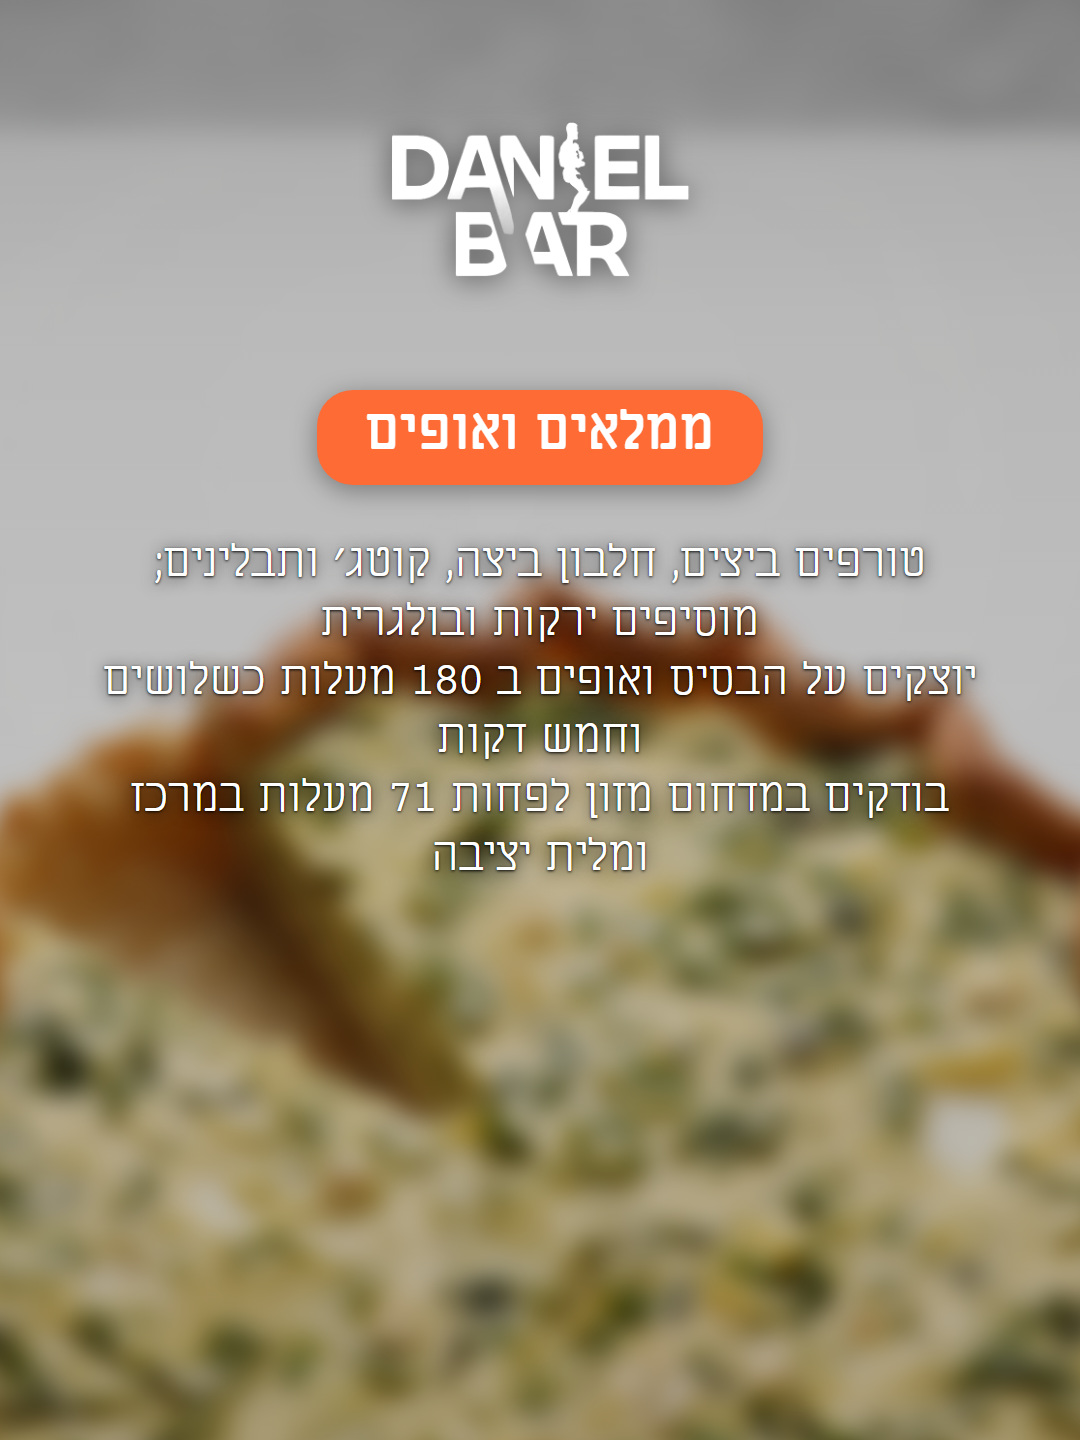 DANIEL
BAR
ממלאים ואופים
טורפים ביצים, חלבון ביצה, קוטג׳ ותבלינים;
מוסיפים ירקות ובולגרית
יוצקים על הבסיס ואופים ב 180 מעלות כשלושים
וחמש דקות
בודקים במדחום מזון לפחות 71 מעלות במרכז
ומלית יציבה